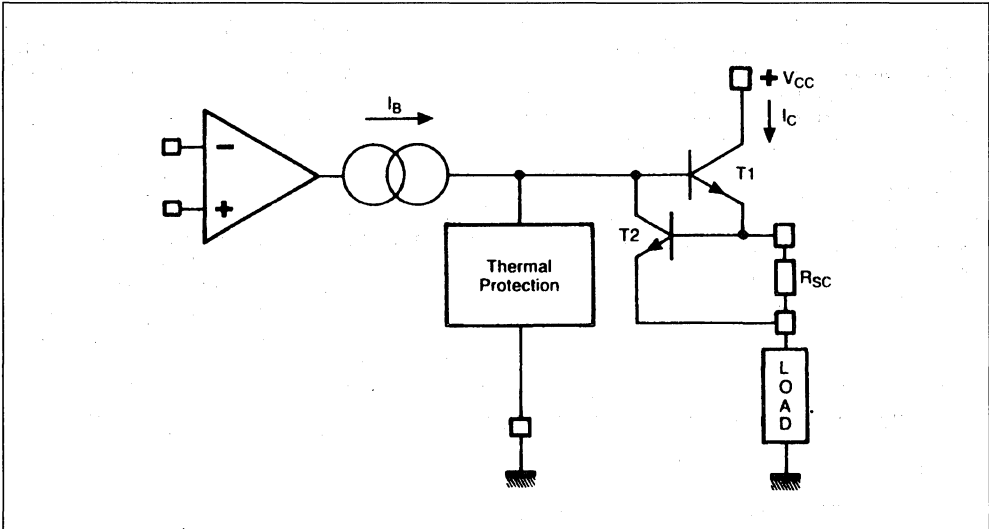 + V_CC
I_B
I_C
−
+
T1
T2
Thermal
Protection
R_SC
L
O
A
D